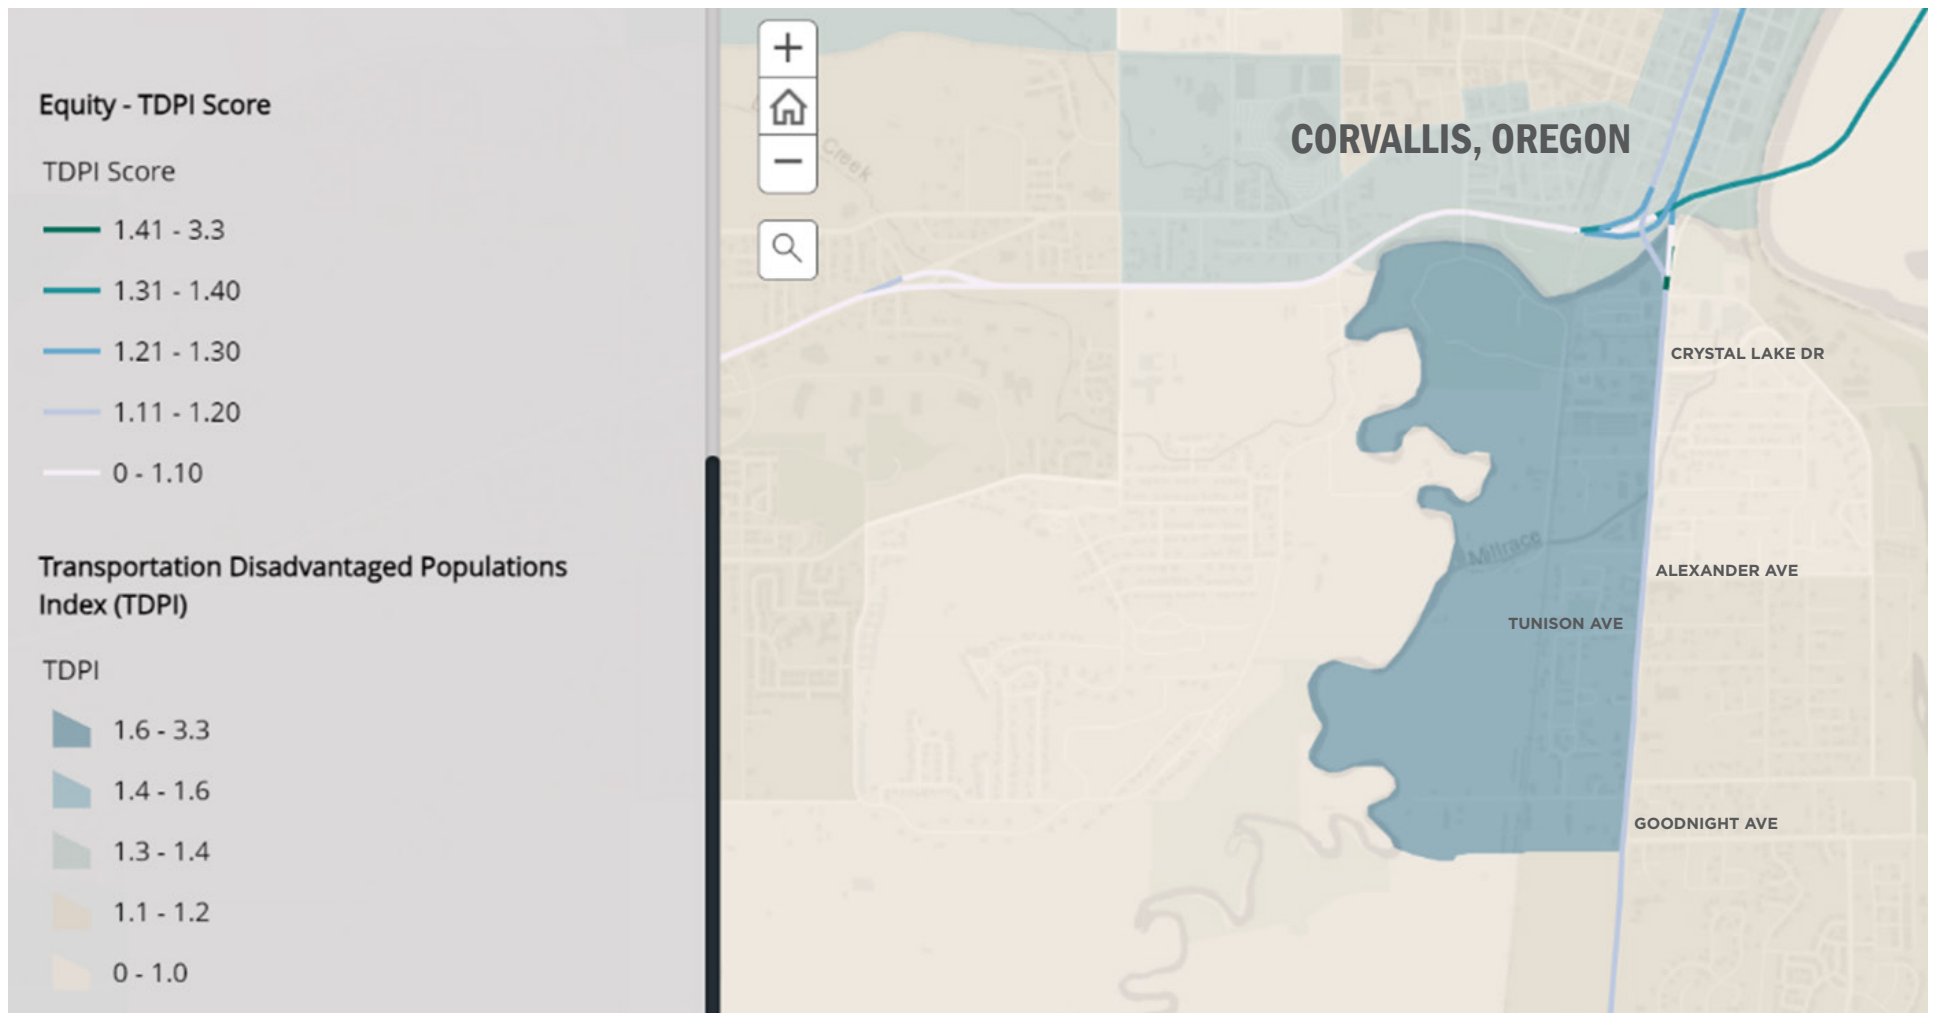 Equity - TDPI Score
TDPI Score
1.41 - 3.3
1.31 - 1.40
1.21 - 1.30
1.11 - 1.20
0 - 1.10
Transportation Disadvantaged Populations
Index (TDPI)
TDPI
1.6 - 3.3
1.4 - 1.6
1.3 - 1.4
1.1 - 1.2
0 - 1.0
+
−
Creek
CORVALLIS, OREGON
CRYSTAL LAKE DR
Millrace
ALEXANDER AVE
TUNISON AVE
GOODNIGHT AVE